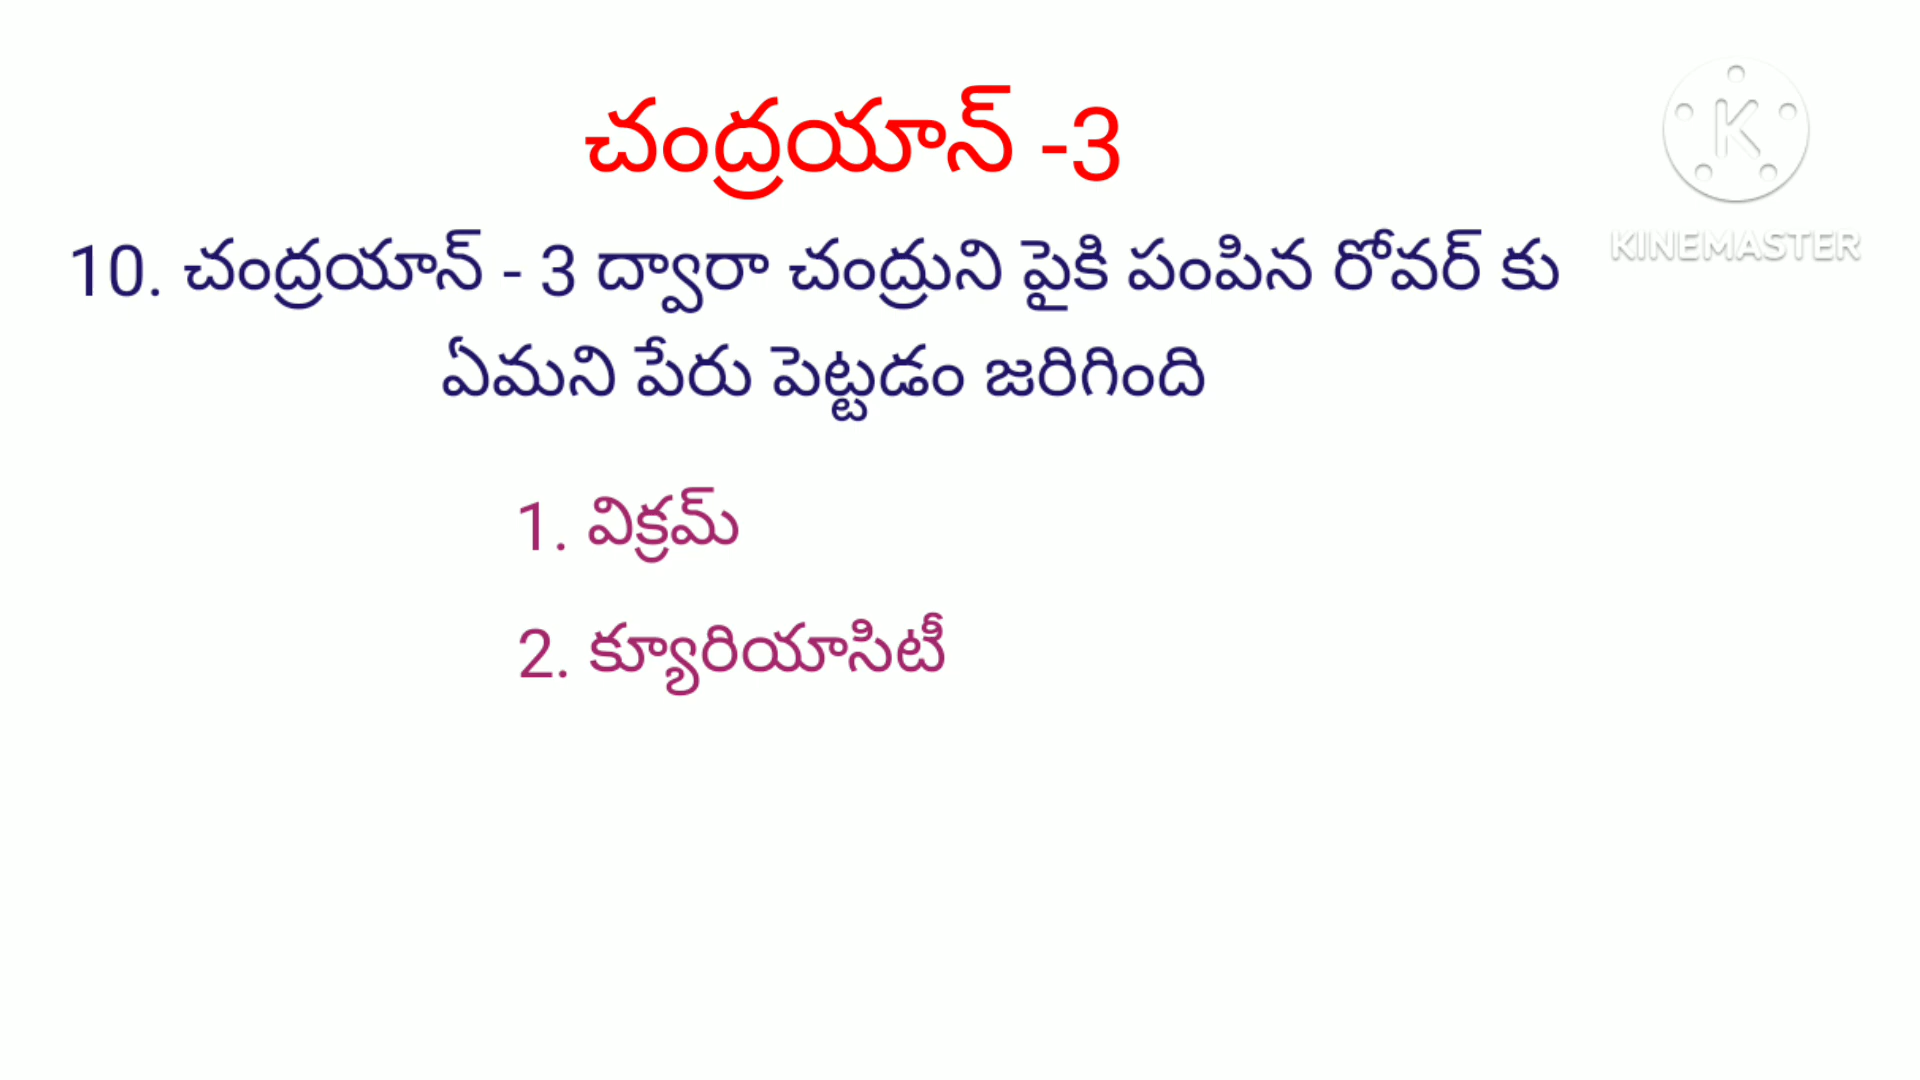 చంద్రయాన్ -3
K
KINEMASTER
10. చంద్రయాన్ - 3 ద్వారా చంద్రుని పైకి పంపిన రోవర్ కు
ఏమని పేరు పెట్టడం జరిగింది
1. విక్రమ్
2. క్యూరియాసిటీ